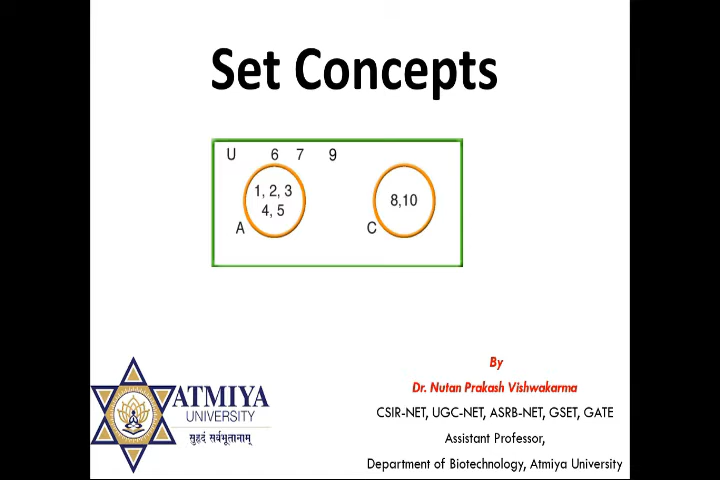 Set Concepts
U 6 7 9
1, 2, 3
4, 5
8,10
A C
By
Dr. Nutan Prakash Vishwakarma
CSIR-NET, UGC-NET, ASRB-NET, GSET, GATE
Assistant Professor,
Department of Biotechnology, Atmiya University
ATMIYA
UNIVERSITY
सुहृदं सर्वभूतानाम्